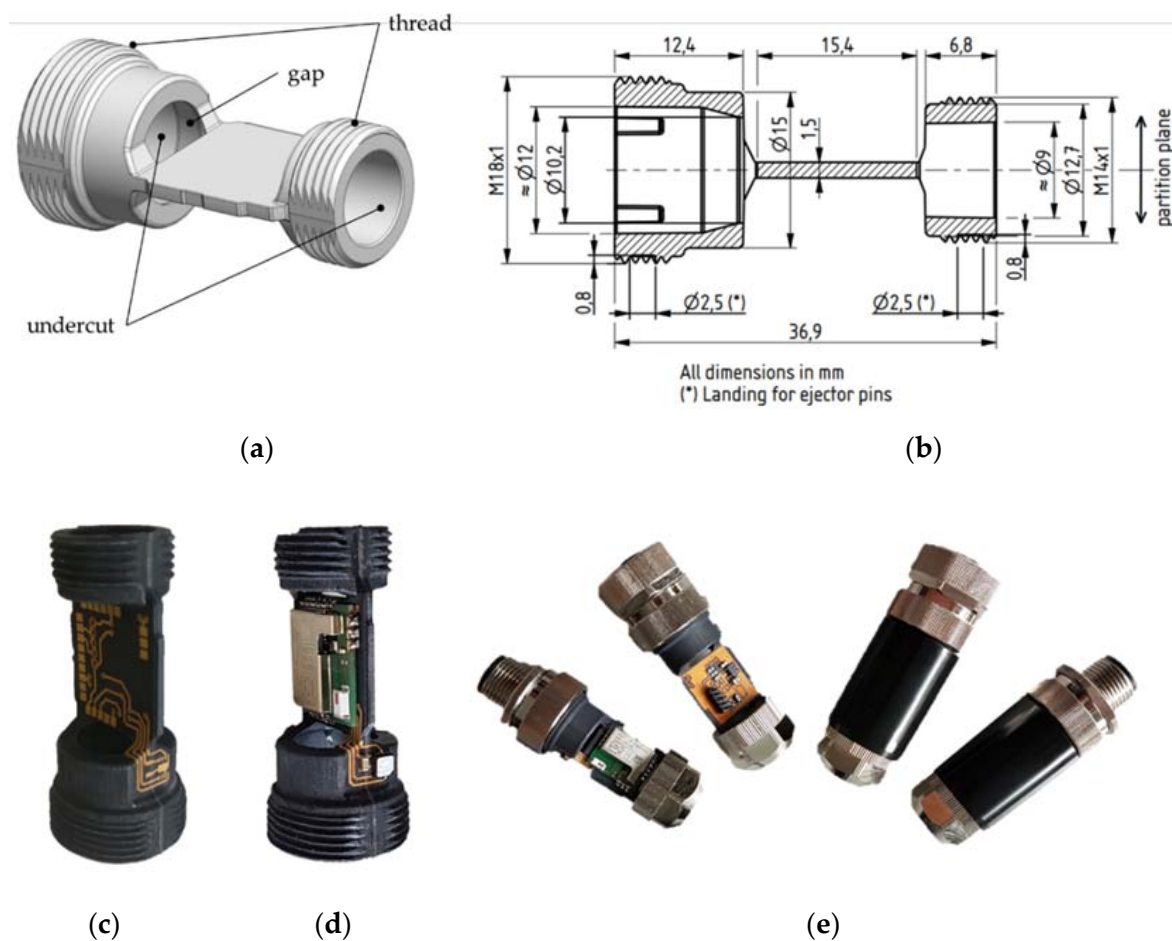 thread
gap
undercut
(a)
12,4
15,4
6,8
M18x1
≈ Ø12
Ø10,2
Ø15
1,5
≈ Ø9
Ø12,7
M14x1
partition plane
0,8
Ø2,5 (*)
Ø2,5 (*)
0,8
36,9
All dimensions in mm
(*) Landing for ejector pins
(b)
(c)
(d)
(e)